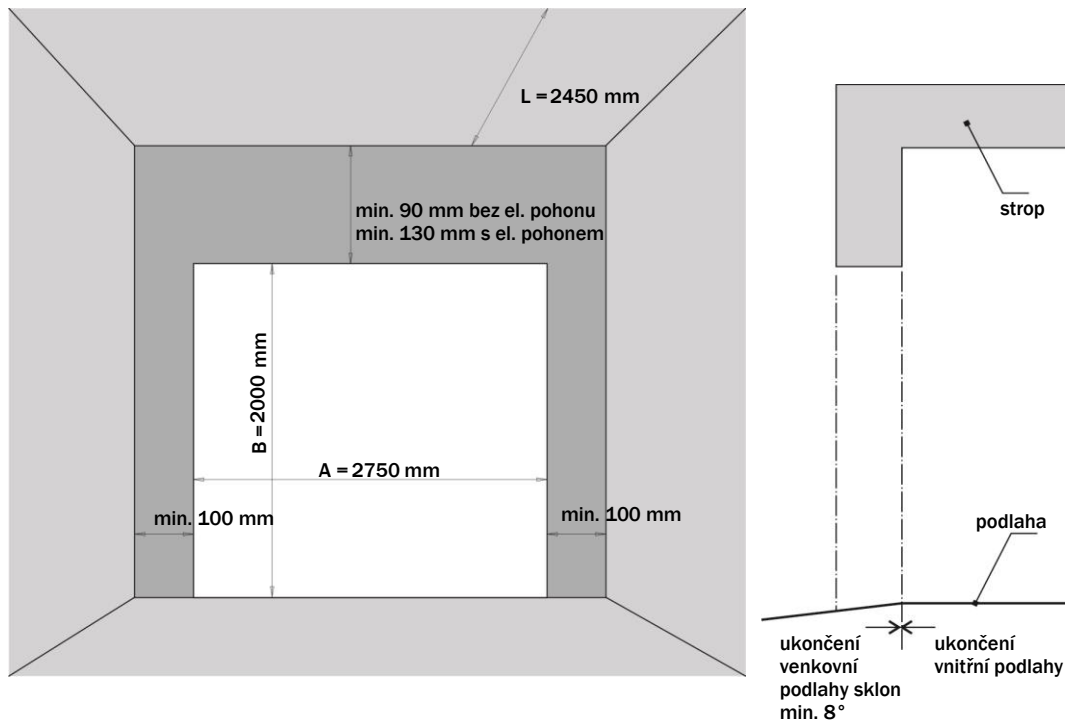 L = 2450 mm
min. 90 mm bez el. pohonu
min. 130 mm s el. pohonem
B = 2000 mm
A = 2750 mm
min. 100 mm
min. 100 mm
strop
podlaha
ukončení
venkovní
podlahy sklon
min. 8°
ukončení
vnitřní podlahy